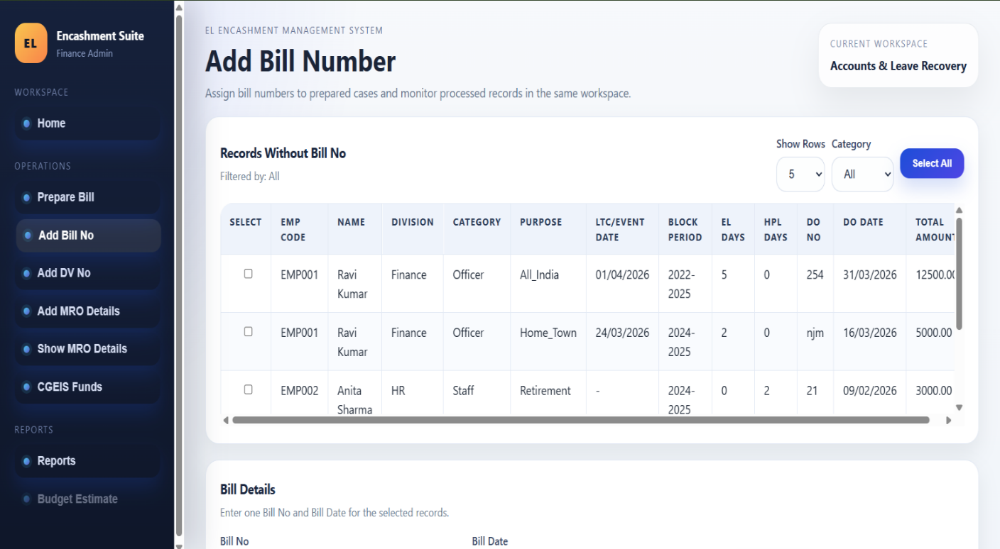 EL
Encashment Suite
Finance Admin
WORKSPACE
Home
OPERATIONS
Prepare Bill
Add Bill No
Add DV No
Add MRO Details
Show MRO Details
CGEIS Funds
REPORTS
Reports
Budget Estimate
EL ENCASHMENT MANAGEMENT SYSTEM
Add Bill Number
Assign bill numbers to prepared cases and monitor processed records in the same workspace.
CURRENT WORKSPACE
Accounts & Leave Recovery
Records Without Bill No
Filtered by: All
Show Rows Category
5 All Select All
SELECT EMP CODE NAME DIVISION CATEGORY PURPOSE LTC/EVENT DATE BLOCK PERIOD EL DAYS HPL DAYS DO NO DO DATE TOTAL AMOUNT
EMP001 Ravi Kumar Finance Officer All_India 01/04/2026 2022-2025 5 0 254 31/03/2026 12500.00
EMP001 Ravi Kumar Finance Officer Home_Town 24/03/2026 2024-2025 2 0 njm 16/03/2026 5000.00
EMP002 Anita Sharma HR Staff Retirement - 2024-2025 0 2 21 09/02/2026 3000.00
Bill Details
Enter one Bill No and Bill Date for the selected records.
Bill No Bill Date